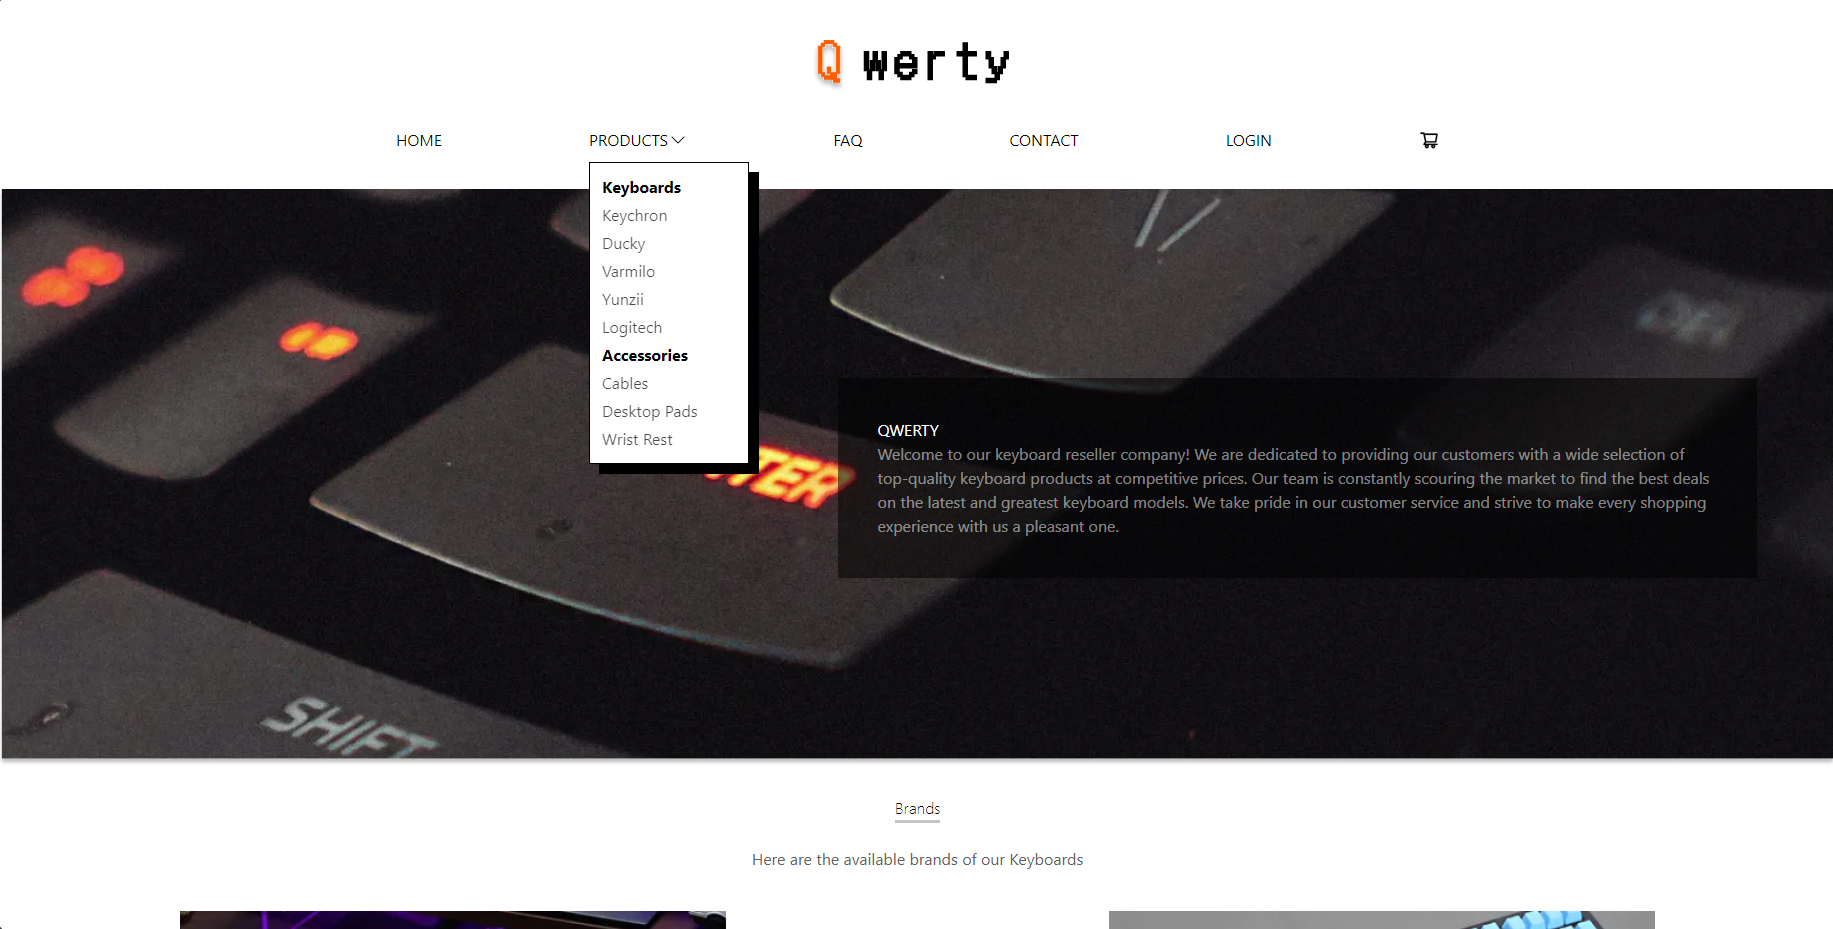 Qwerty
HOME PRODUCTS FAQ CONTACT LOGIN
Keyboards
Keychron
Ducky
Varmilo
Yunzii
Logitech
Accessories
Cables
Desktop Pads
Wrist Rest
QWERTY
Welcome to our keyboard reseller company! We are dedicated to providing our customers with a wide selection of
top-quality keyboard products at competitive prices. Our team is constantly scouring the market to find the best deals
on the latest and greatest keyboard models. We take pride in our customer service and strive to make every shopping
experience with us a pleasant one.
SHIFT
Brands
Here are the available brands of our Keyboards